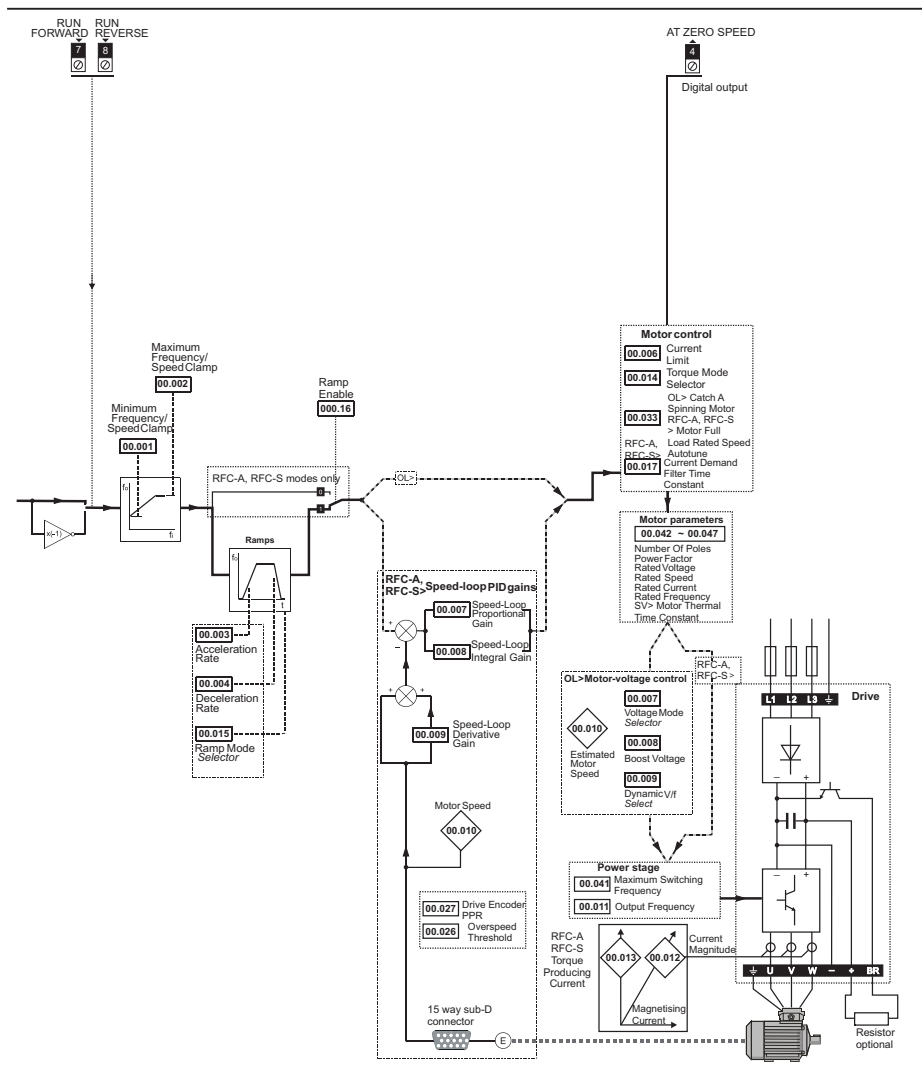 RUN FORWARD
7
RUN REVERSE
8
AT ZERO SPEED
4
Digital output
Maximum
Frequency/
Speed Clamp
00.002
Minimum
Frequency/
Speed Clamp
00.001
Ramp
Enable
000.16
RFC-A, RFC-S modes only
0
1
OL>
x(-1)
f₀
fi
Ramps
f₀
t
00.003
Acceleration
Rate
00.004
Deceleration
Rate
00.015
Ramp Mode
Selector
RFC-A,
RFC-S>
Speed-loop PID gains
00.007
Speed-Loop
Proportional
Gain
00.008
Speed-Loop
Integral Gain
+
−
+
+
00.009
Speed-Loop
Derivative
Gain
Motor Speed
00.010
00.027
Drive Encoder
PPR
00.026
Overspeed
Threshold
15 way sub-D
connector
E
Motor control
00.006
Current
Limit
00.014
Torque Mode
Selector
00.033
OL> Catch A
Spinning Motor
RFC-A, RFC-S
> Motor Full
Load Rated Speed
Autotune
RFC-A,
RFC-S>
00.017
Current Demand
Filter Time
Constant
Motor parameters
00.042 ~ 00.047
Number Of Poles
Power Factor
Rated Voltage
Rated Speed
Rated Current
Rated Frequency
SV> Motor Thermal
Time Constant
RFC-A,
RFC-S >
OL>Motor-voltage control
00.007
Voltage Mode
Selector
00.010
Estimated
Motor
Speed
00.008
Boost Voltage
00.009
Dynamic V/f
Select
Power stage
00.041
Maximum Switching
Frequency
00.011
Output Frequency
RFC-A
RFC-S
Torque
Producing
Current
00.013
00.012
Current
Magnitude
Magnetising
Current
L1 L2 L3
Drive
− +
− +
U V W − + BR
Resistor
optional